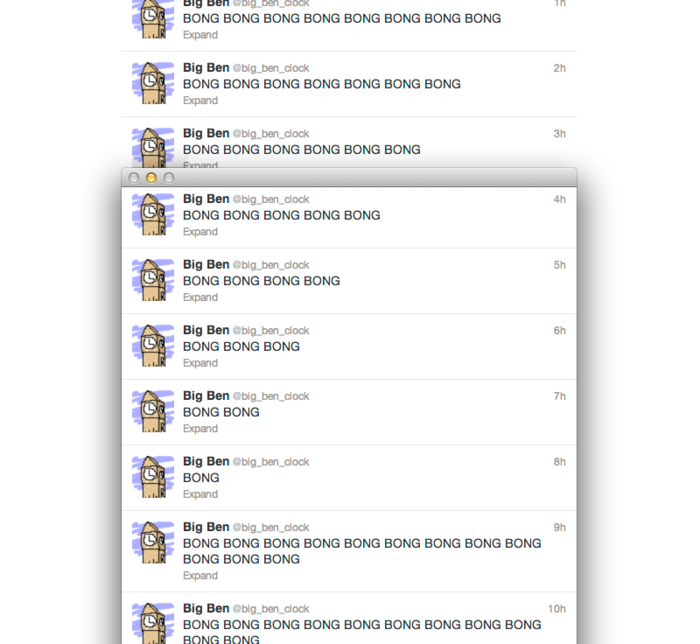 Big Ben @big_ben_clock 1h
BONG BONG BONG BONG BONG BONG BONG BONG
Expand
Big Ben @big_ben_clock 2h
BONG BONG BONG BONG BONG BONG BONG
Expand
Big Ben @big_ben_clock 3h
BONG BONG BONG BONG BONG BONG
Expand
Big Ben @big_ben_clock 4h
BONG BONG BONG BONG BONG
Expand
Big Ben @big_ben_clock 5h
BONG BONG BONG BONG
Expand
Big Ben @big_ben_clock 6h
BONG BONG BONG
Expand
Big Ben @big_ben_clock 7h
BONG BONG
Expand
Big Ben @big_ben_clock 8h
BONG
Expand
Big Ben @big_ben_clock 9h
BONG BONG BONG BONG BONG BONG BONG BONG BONG
BONG BONG BONG
Expand
Big Ben @big_ben_clock 10h
BONG BONG BONG BONG BONG BONG BONG BONG BONG
BONG BONG